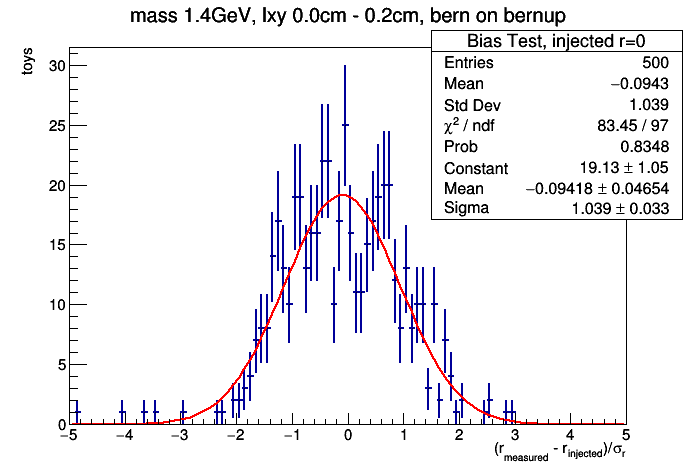 mass 1.4GeV, lxy 0.0cm - 0.2cm, bern on bernup
toys
Bias Test, injected r=0
Entries 500
Mean −0.0943
Std Dev 1.039
χ² / ndf 83.45 / 97
Prob 0.8348
Constant 19.13 ± 1.05
Mean −0.09418 ± 0.04654
Sigma 1.039 ± 0.033
30
25
20
15
10
5
0
−5 −4 −3 −2 −1 0 1 2 3 4 5
(r_measured - r_injected)/σ_r